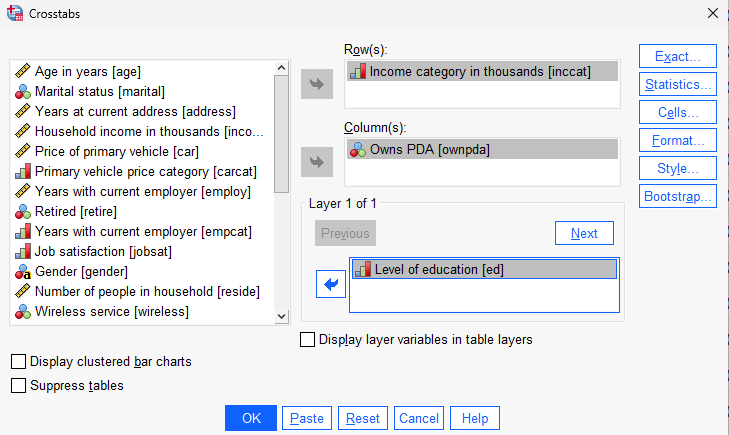 Crosstabs
Age in years [age]
Marital status [marital]
Years at current address [address]
Household income in thousands [inco...
Price of primary vehicle [car]
Primary vehicle price category [carcat]
Years with current employer [employ]
Retired [retire]
Years with current employer [empcat]
Job satisfaction [jobsat]
Gender [gender]
Number of people in household [reside]
Wireless service [wireless]
Row(s):
Income category in thousands [inccat]
Column(s):
Owns PDA [ownpda]
Layer 1 of 1
Previous
Next
Level of education [ed]
Display layer variables in table layers
Exact...
Statistics...
Cells...
Format...
Style...
Bootstrap...
Display clustered bar charts
Suppress tables
OK
Paste
Reset
Cancel
Help